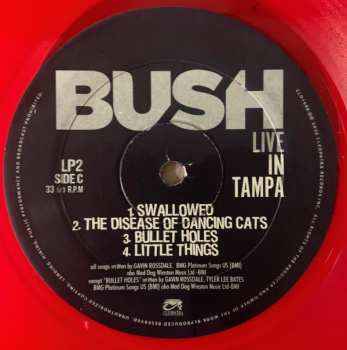 BUSH
LIVE
IN
TAMPA
LP2
SIDE C
33 1/3 R.P.M
1. SWALLOWED
2. THE DISEASE OF DANCING CATS
3. BULLET HOLES
4. LITTLE THINGS
all songs written by GAVIN ROSSDALE BMG Platinum Songs US (BMI)
obo Mad Dog Winston Music Ltd -BMI
except "BULLET HOLES" written by GAVIN ROSSDALE, TYLER LEE BATES
BMG Platinum Songs US (BMI) obo Mad Dog Winston Music Ltd-BMI
CLEOPATRA